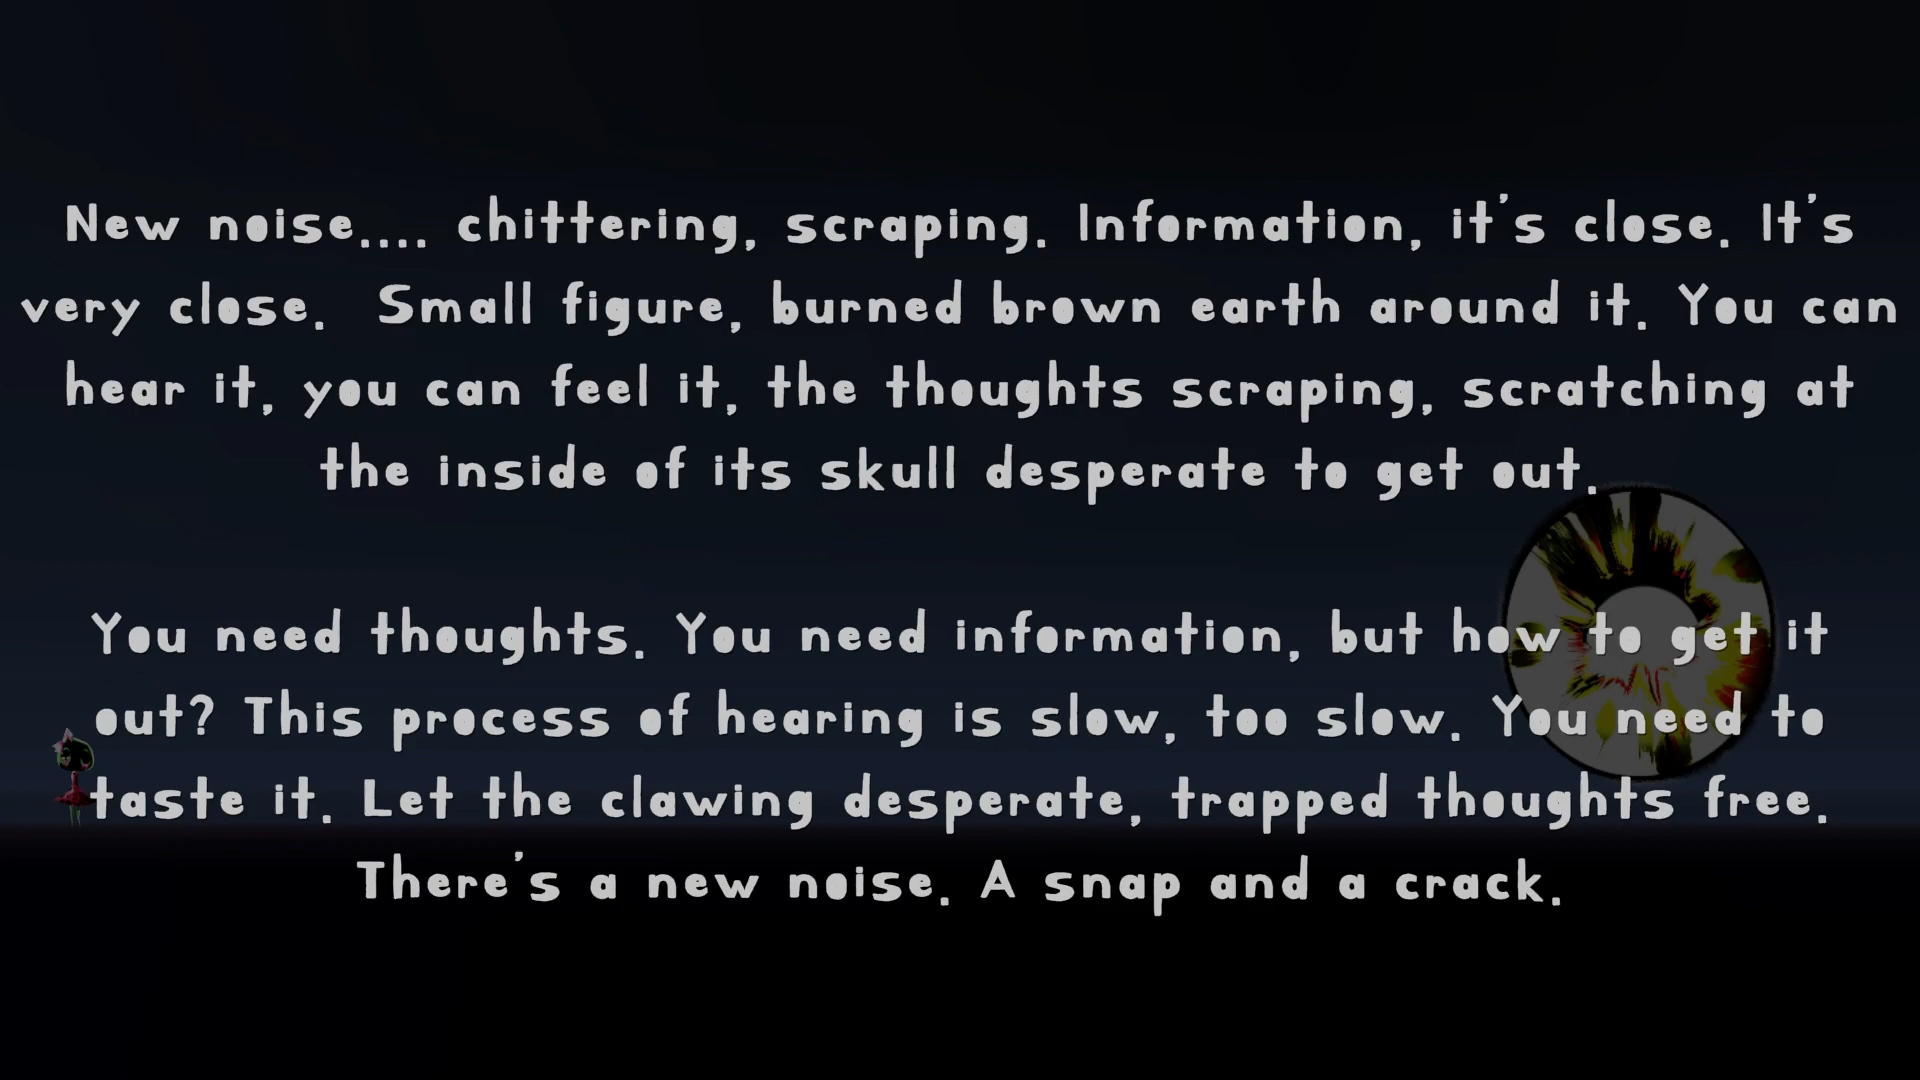 New noise.... chittering, scraping. Information, it's close. It's
very close.  Small figure, burned brown earth around it. You can
hear it, you can feel it, the thoughts scraping, scratching at
the inside of its skull desperate to get out.
You need thoughts. You need information, but how to get it
out? This process of hearing is slow, too slow. You need to
taste it. Let the clawing desperate, trapped thoughts free.
There's a new noise. A snap and a crack.